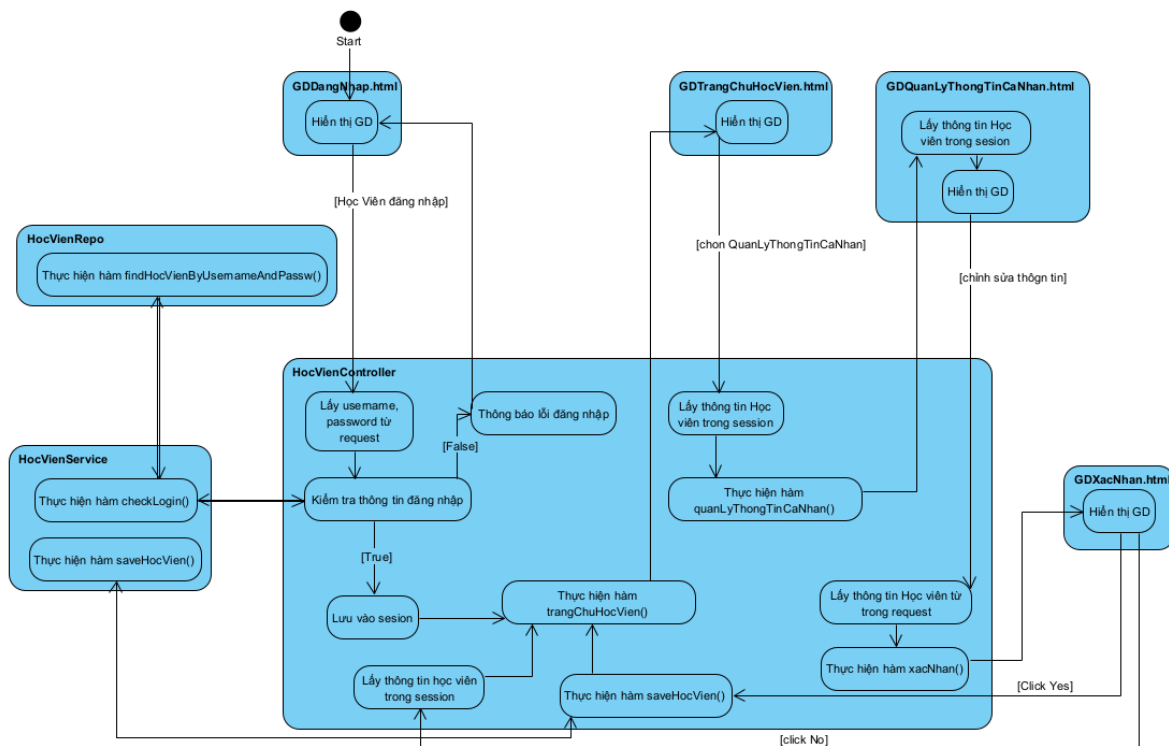 Start
GDDangNhap.html
Hiển thị GD
GDTrangChuHocVien.html
Hiển thị GD
GDQuanLyThongTinCaNhan.html
Lấy thông tin Học
viên trong sesion
Hiển thị GD
[Học Viên đăng nhập]
[chon QuanLyThongTinCaNhan]
[chỉnh sửa thôgn tin]
HocVienRepo
Thực hiện hàm findHocVienByUsernameAndPassw()
HocVienController
Lấy username,
password từ
request
Thông báo lỗi đăng nhập
[False]
Lấy thông tin Học
viên trong session
HocVienService
Thực hiện hàm checkLogin()
Kiểm tra thông tin đăng nhập
Thực hiện hàm
quanLyThongTinCaNhan()
GDXacNhan.html
Hiển thị GD
Thực hiện hàm saveHocVien()
[True]
Lưu vào sesion
Thực hiện hàm
trangChuHocVien()
Lấy thông tin Học viên từ
trong request
Thực hiện hàm xacNhan()
Lấy thông tin học viên
trong session
Thực hiện hàm saveHocVien()
[Click Yes]
[click No]